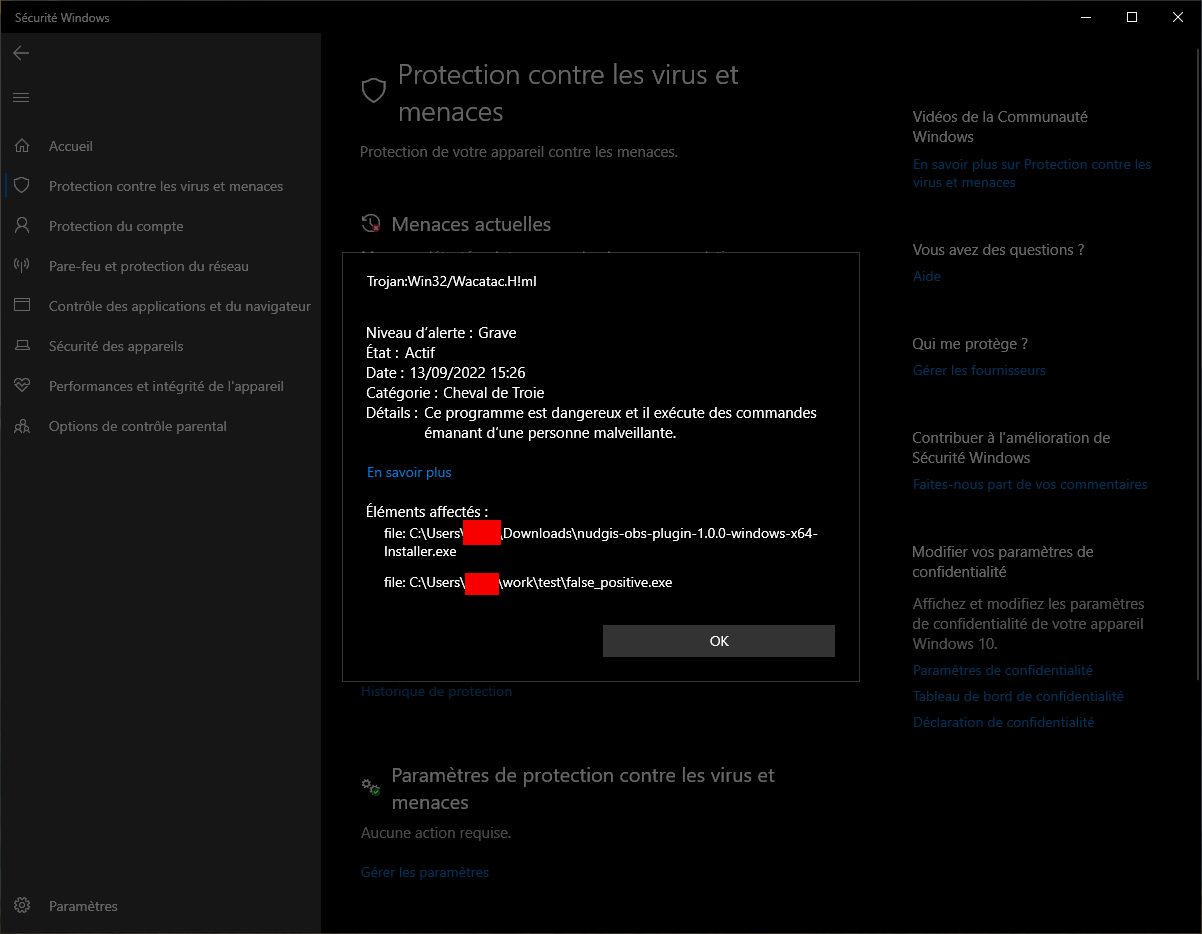 Sécurité Windows
Accueil
Protection contre les virus et menaces
Protection du compte
Pare-feu et protection du réseau
Contrôle des applications et du navigateur
Sécurité des appareils
Performances et intégrité de l'appareil
Options de contrôle parental
Paramètres
Protection contre les virus et
menaces
Protection de votre appareil contre les menaces.
Menaces actuelles
Trojan:Win32/Wacatac.H!ml
Niveau d'alerte : Grave
État : Actif
Date : 13/09/2022 15:26
Catégorie : Cheval de Troie
Détails : Ce programme est dangereux et il exécute des commandes
émanant d'une personne malveillante.
En savoir plus
Éléments affectés :
file: C:\Users\ \Downloads\nudgis-obs-plugin-1.0.0-windows-x64-
Installer.exe
file: C:\Users\ \work\test\false_positive.exe
OK
Historique de protection
Paramètres de protection contre les virus et
menaces
Aucune action requise.
Gérer les paramètres
Vidéos de la Communauté
Windows
En savoir plus sur Protection contre les
virus et menaces
Vous avez des questions ?
Aide
Qui me protège ?
Gérer les fournisseurs
Contribuer à l'amélioration de
Sécurité Windows
Faites-nous part de vos commentaires
Modifier vos paramètres de
confidentialité
Affichez et modifiez les paramètres
de confidentialité de votre appareil
Windows 10.
Paramètres de confidentialité
Tableau de bord de confidentialité
Déclaration de confidentialité